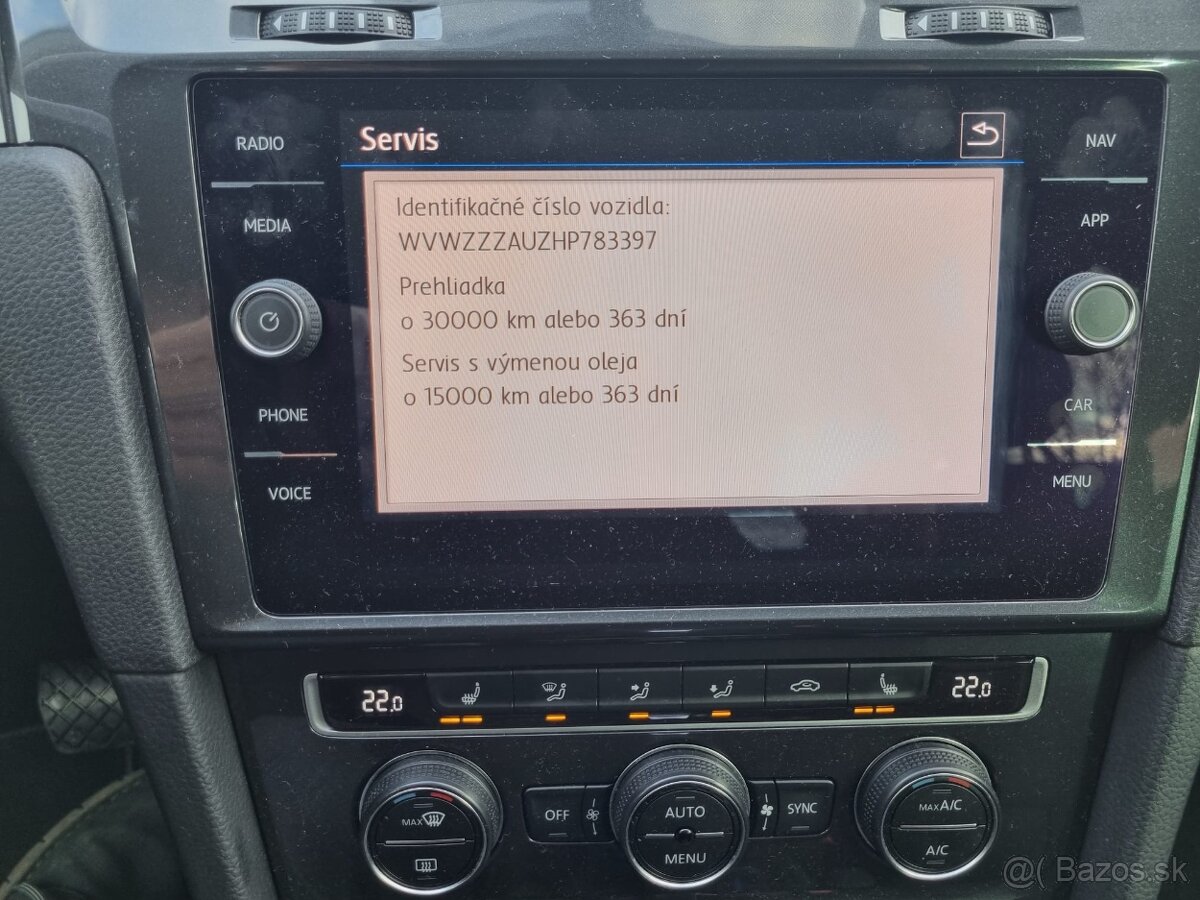 RADIO
Servis
NAV
MEDIA
APP
Identifikačné číslo vozidla:
WVWZZZAUZHP783397
Prehliadka
o 30000 km alebo 363 dní
Servis s výmenou oleja
o 15000 km alebo 363 dní
PHONE
CAR
VOICE
MENU
22.0
22.0
MAX
OFF
AUTO
MENU
SYNC
MAX A/C
A/C
@( Bazos.sk